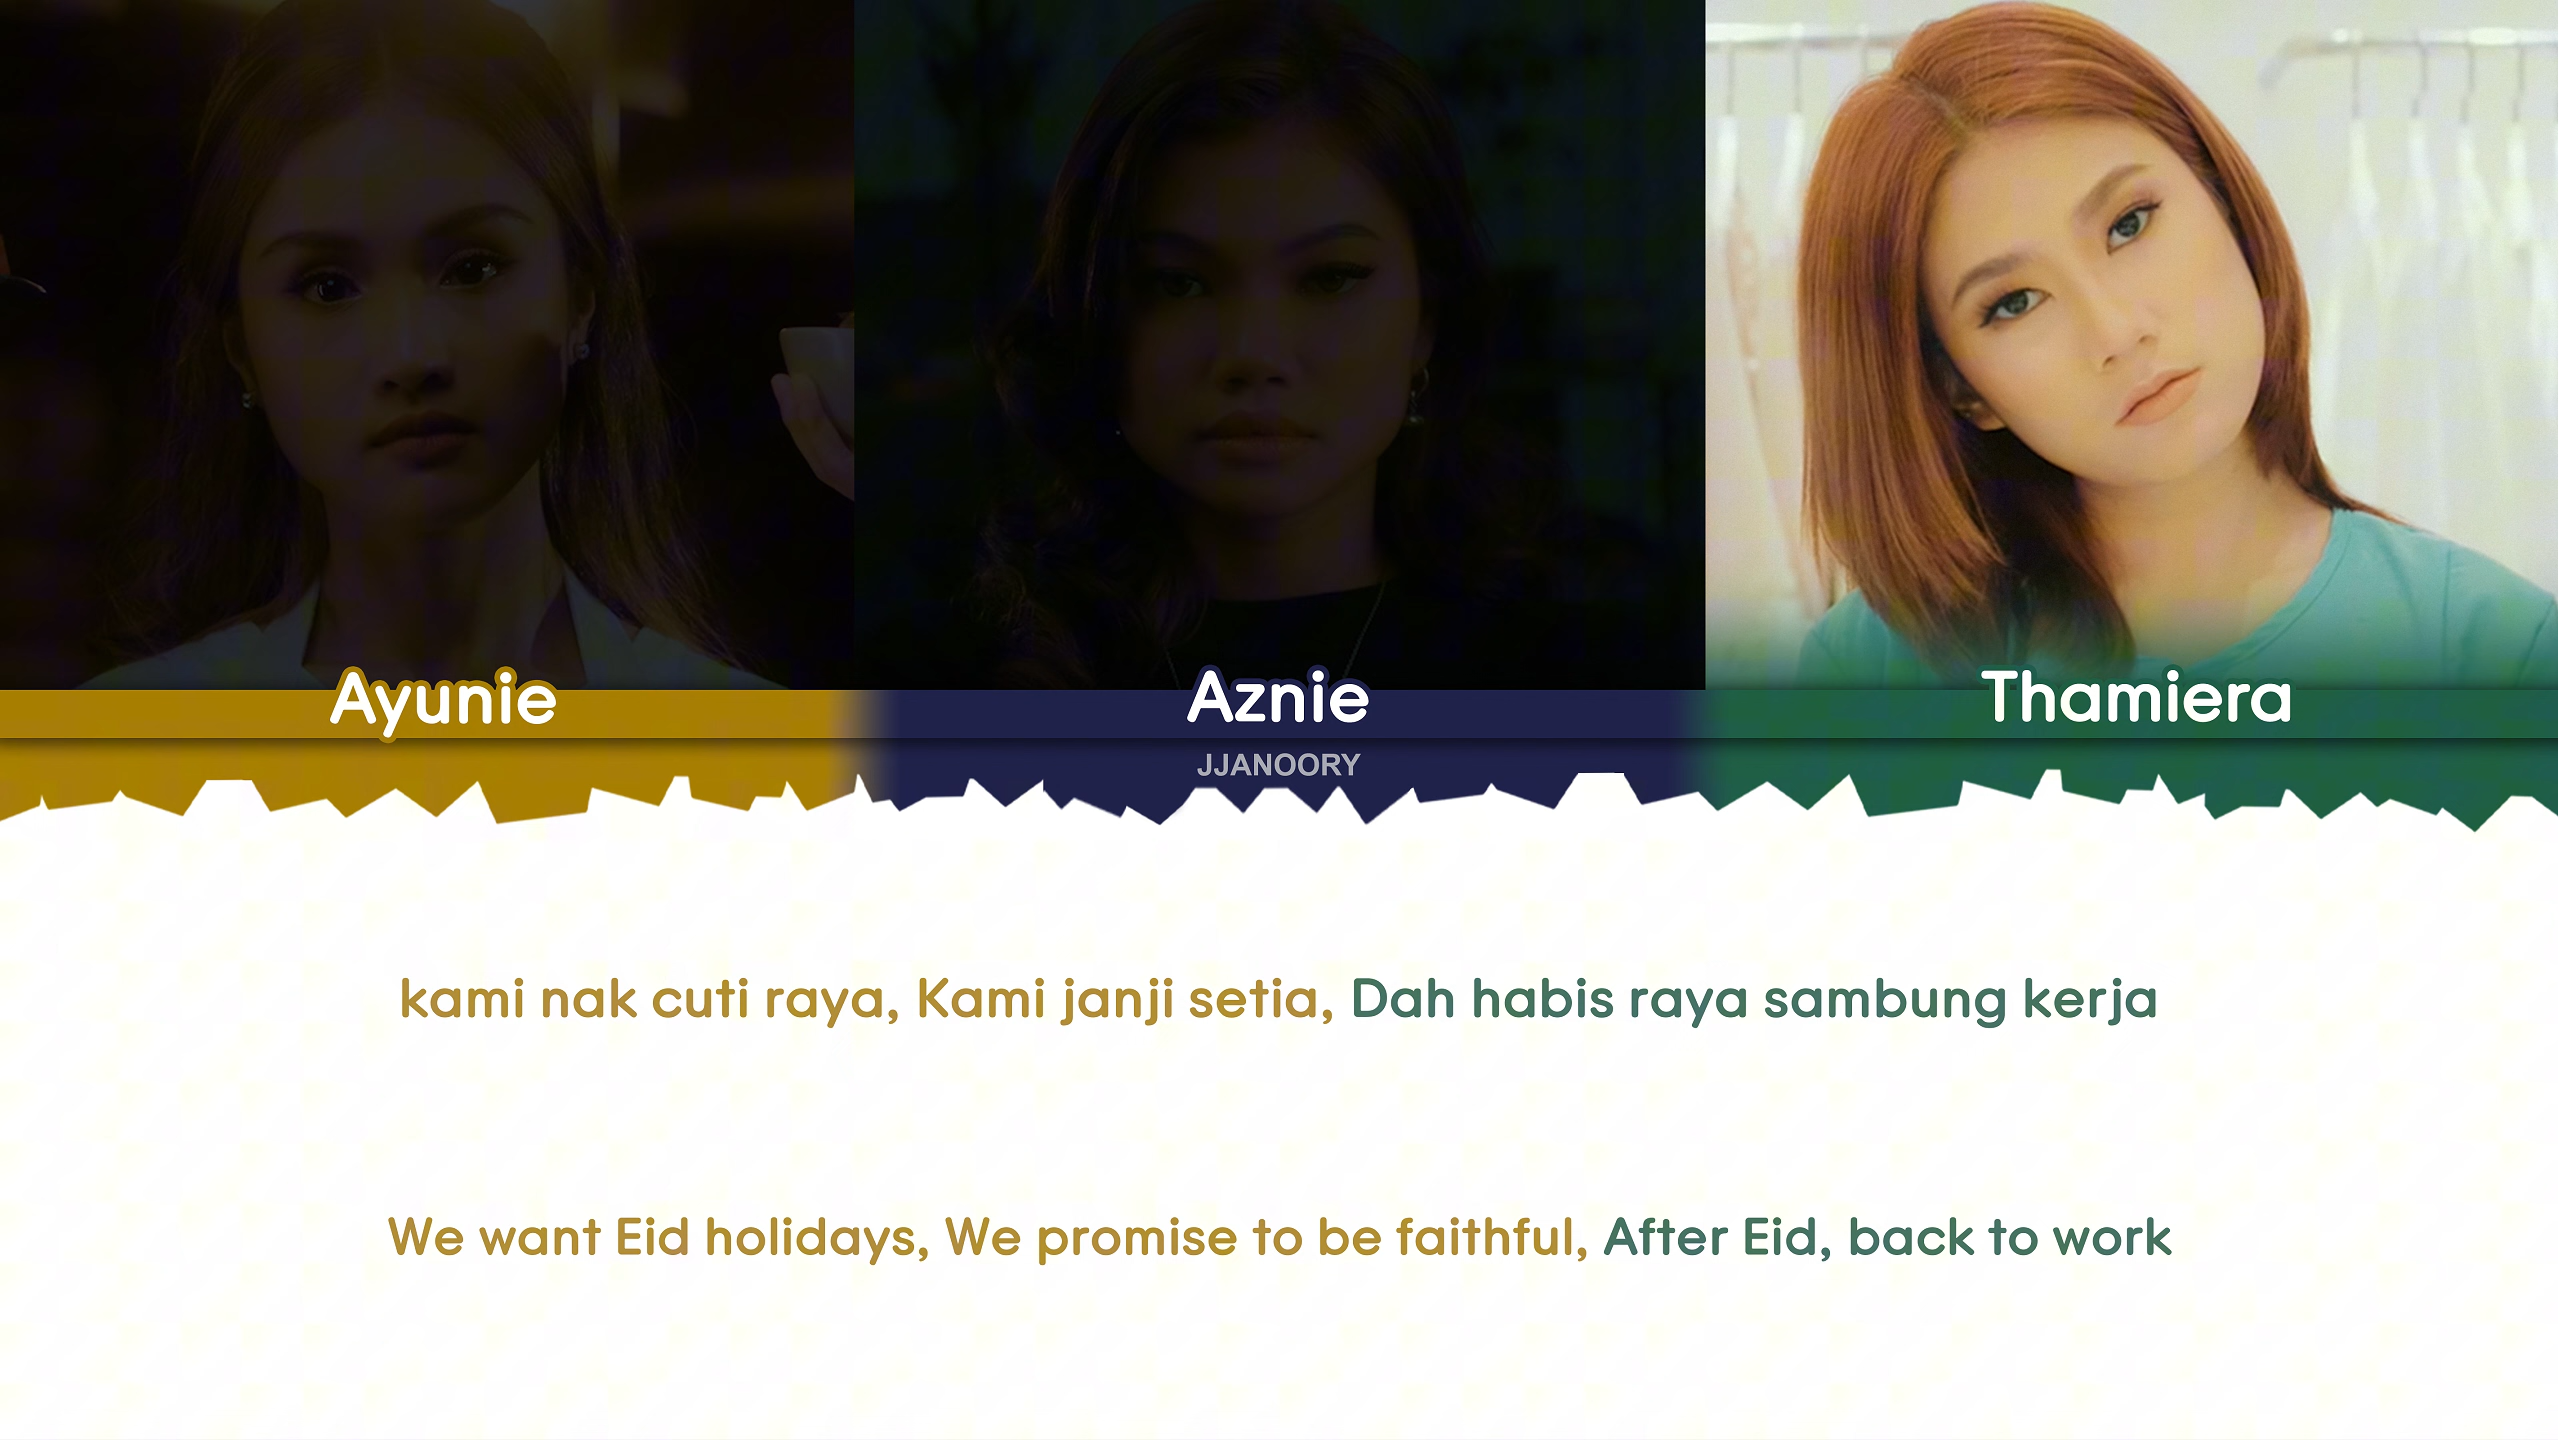 Ayunie
Aznie
Thamiera
JJANOORY
kami nak cuti raya, Kami janji setia, Dah habis raya sambung kerja
We want Eid holidays, We promise to be faithful, After Eid, back to work